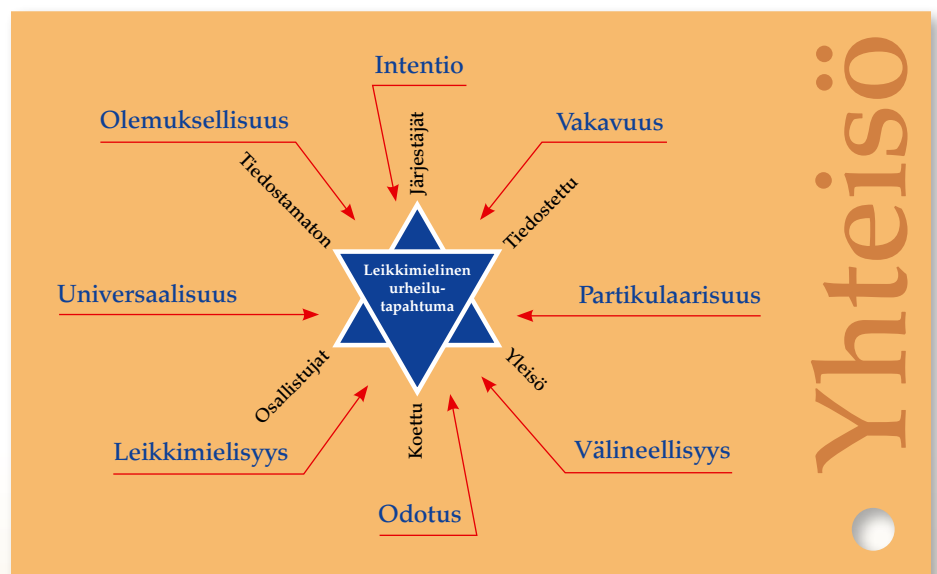 Intentio
Olemuksellisuus
Vakavuus
Järjestäjät
Tiedostamaton
Tiedostettu
Leikkimielinen
urheilu-
tapahtuma
Universaalisuus
Partikulaarisuus
Osallistujat
Yleisö
Koettu
Leikkimielisyys
Välineellisyys
Odotus
Yhteisö